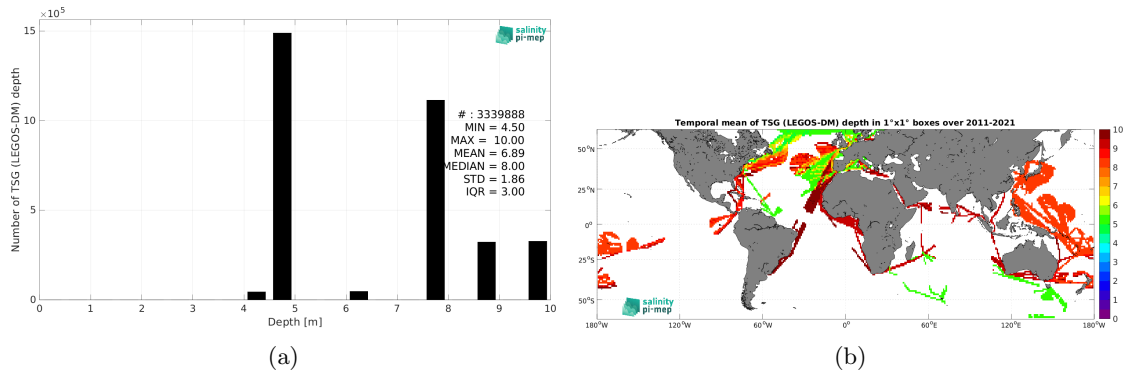 ×10⁵
15
10
5
0
Number of TSG (LEGOS-DM) depth
salinity
pi-mep
# : 3339888
MIN = 4.50
MAX = 10.00
MEAN = 6.89
MEDIAN = 8.00
STD = 1.86
IQR = 3.00
0 1 2 3 4 5 6 7 8 9 10
Depth [m]
(a)
Temporal mean of TSG (LEGOS-DM) depth in 1°x1° boxes over 2011-2021
50°N
25°N
0°
25°S
50°S
180°W 120°W 60°W 0° 60°E 120°E 180°W
salinity
pi-mep
10
9
8
7
6
5
4
3
2
1
0
(b)